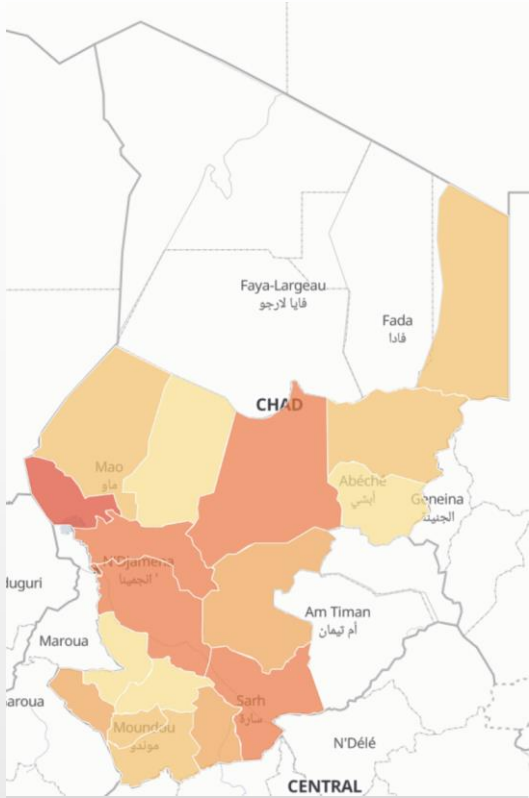 Faya-Largeau
فايا لارجو
Fada
فادا
CHAD
Mao
ماو
Abéché
أبشي
Geneina
الجنينة
N'Djamena
انجمينا
duguri
Am Timan
أم تيمان
Maroua
aroua
Sarh
سارة
Moundou
موندو
N'Délé
CENTRAL